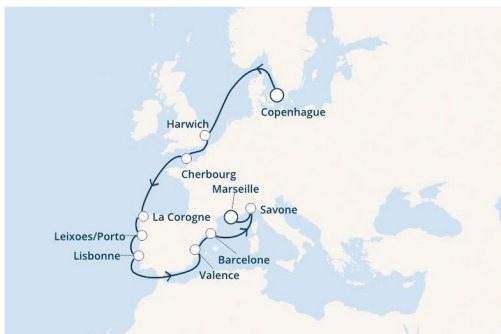 Copenhague
Harwich
Cherbourg
Marseille
Savone
La Corogne
Leixoes/Porto
Barcelone
Lisbonne
Valence